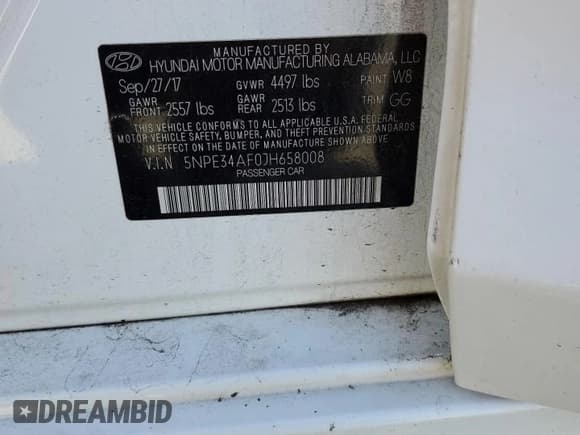 MANUFACTURED BY
HYUNDAI MOTOR MANUFACTURING ALABAMA, LLC
Sep/27/17 GVWR 4497 lbs PAINT W8
GAWR FRONT 2557 lbs GAWR REAR 2513 lbs TRIM GG
THIS VEHICLE CONFORMS TO ALL APPLICABLE U.S.A. FEDERAL
MOTOR VEHICLE SAFETY, BUMPER, AND THEFT PREVENTION
STANDARDS IN EFFECT ON THE DATE OF MANUFACTURE SHOWN ABOVE.
V.I.N 5NPE34AF0JH658008
PASSENGER CAR
DREAMBID